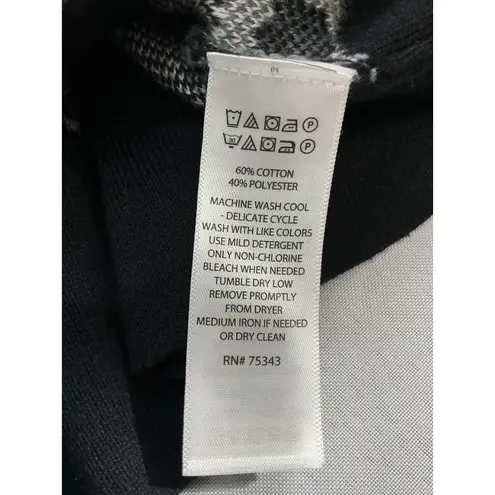 P1
P
30 P
60% COTTON
40% POLYESTER
MACHINE WASH COOL
- DELICATE CYCLE
WASH WITH LIKE COLORS
USE MILD DETERGENT
ONLY NON-CHLORINE
BLEACH WHEN NEEDED
TUMBLE DRY LOW
REMOVE PROMPTLY
FROM DRYER
MEDIUM IRON IF NEEDED
OR DRY CLEAN
RN# 75343